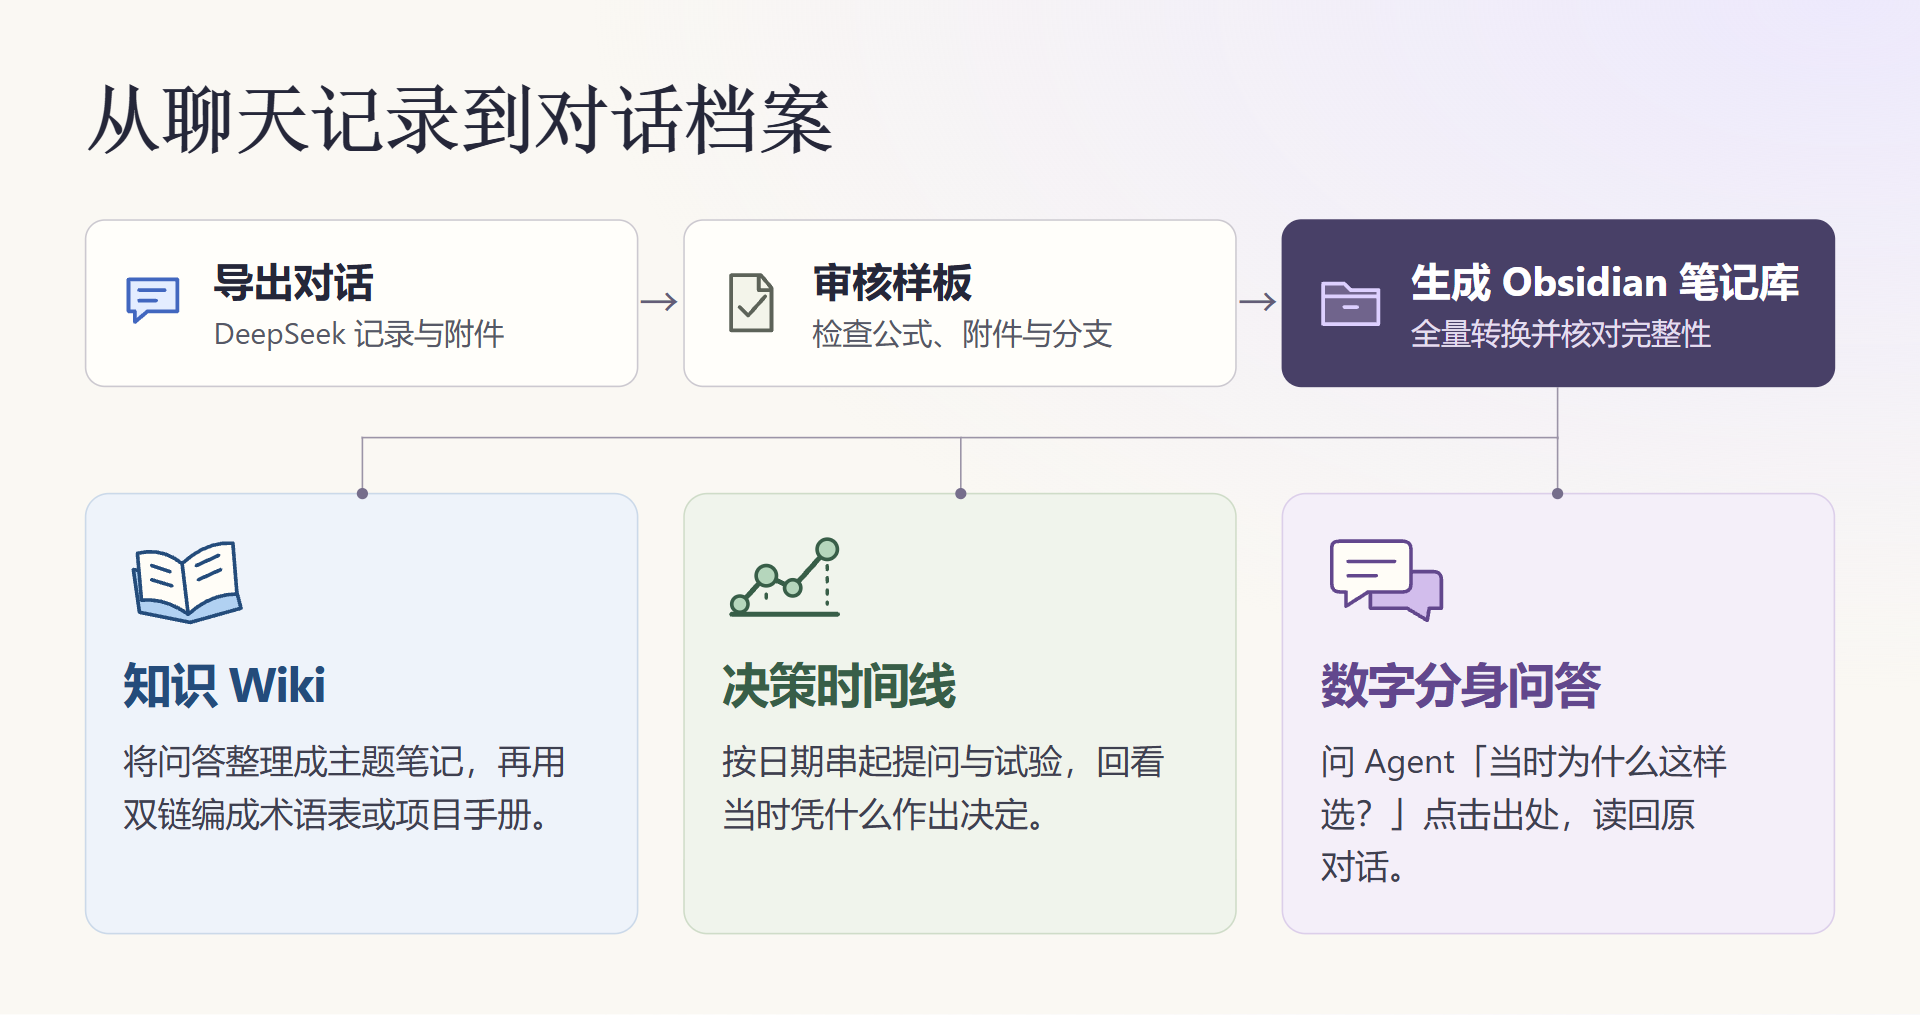 从聊天记录到对话档案
导出对话
DeepSeek 记录与附件
审核样板
检查公式、附件与分支
生成 Obsidian 笔记库
全量转换并核对完整性
知识 Wiki
将问答整理成主题笔记，再用
双链编成术语表或项目手册。
决策时间线
按日期串起提问与试验，回看
当时凭什么作出决定。
数字分身问答
问 Agent「当时为什么这样
选？」点击出处，读回原
对话。